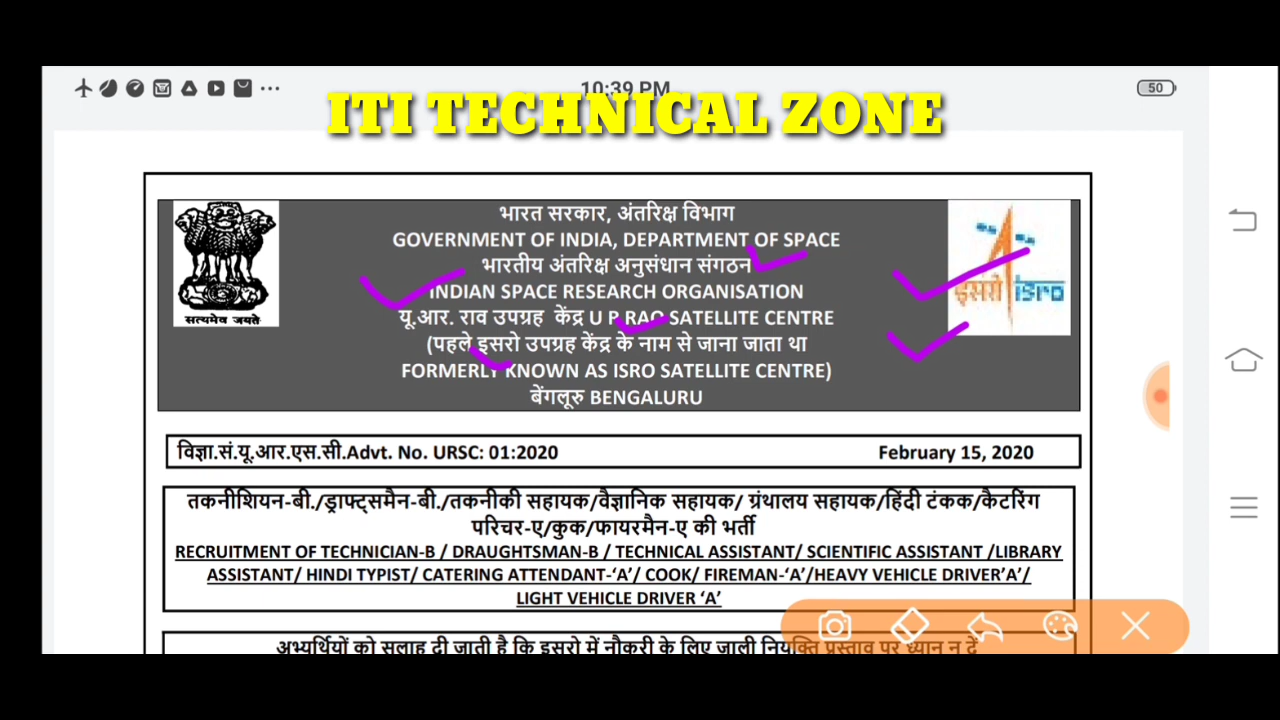 10:39 PM
50
ITI TECHNICAL ZONE
भारत सरकार, अंतरिक्ष विभाग
GOVERNMENT OF INDIA, DEPARTMENT OF SPACE
भारतीय अंतरिक्ष अनुसंधान संगठन
INDIAN SPACE RESEARCH ORGANISATION
यू.आर. राव उपग्रह केंद्र U R RAO SATELLITE CENTRE
(पहले इसरो उपग्रह केंद्र के नाम से जाना जाता था
FORMERLY KNOWN AS ISRO SATELLITE CENTRE)
बेंगलूरु BENGALURU
सत्यमेव जयते
इसरो isro
विज्ञा.सं.यू.आर.एस.सी.Advt. No. URSC: 01:2020 February 15, 2020
तकनीशियन-बी./ड्राफ्ट्समैन-बी./तकनीकी सहायक/वैज्ञानिक सहायक/ ग्रंथालय सहायक/हिंदी टंकक/कैटरिंग
परिचर-ए/कुक/फायरमैन-ए की भर्ती
RECRUITMENT OF TECHNICIAN-B / DRAUGHTSMAN-B / TECHNICAL ASSISTANT/ SCIENTIFIC ASSISTANT /LIBRARY
ASSISTANT/ HINDI TYPIST/ CATERING ATTENDANT-‘A’/ COOK/ FIREMAN-‘A’/HEAVY VEHICLE DRIVER’A’/
LIGHT VEHICLE DRIVER ‘A’
अभ्यर्थियों को सलाह दी जाती है कि इसरो में नौकरी के लिए जाली नियुक्ति प्रस्ताव पर ध्यान न दें